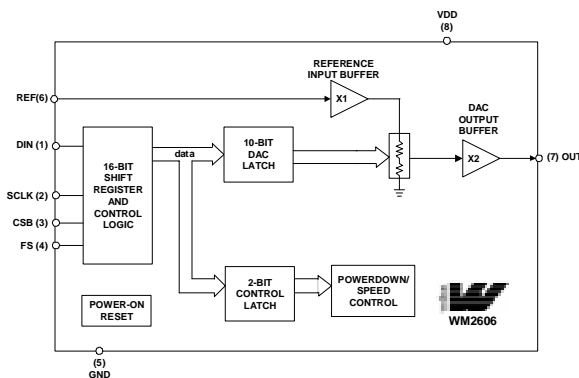 VDD
(8)
REFERENCE
INPUT BUFFER
X1
REF(6)
DAC
OUTPUT
BUFFER
X2
(7) OUT
DIN (1)
SCLK (2)
CSB (3)
FS (4)
16-BIT
SHIFT
REGISTER
AND
CONTROL
LOGIC
data
10-BIT
DAC
LATCH
2-BIT
CONTROL
LATCH
POWERDOWN/
SPEED
CONTROL
POWER-ON
RESET
WM2606
(5)
GND